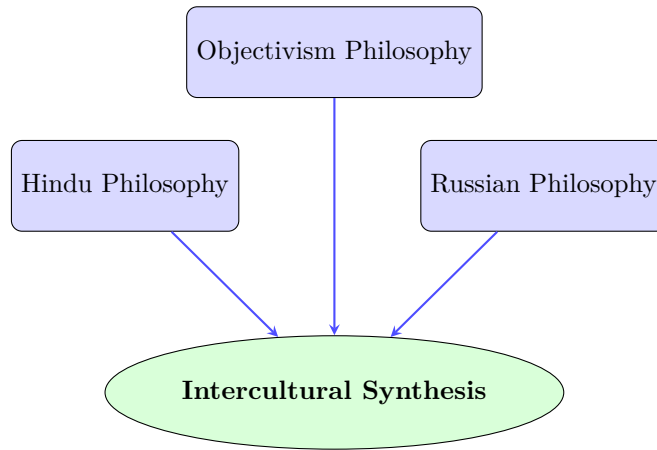 Objectivism Philosophy
Hindu Philosophy
Russian Philosophy
Intercultural Synthesis